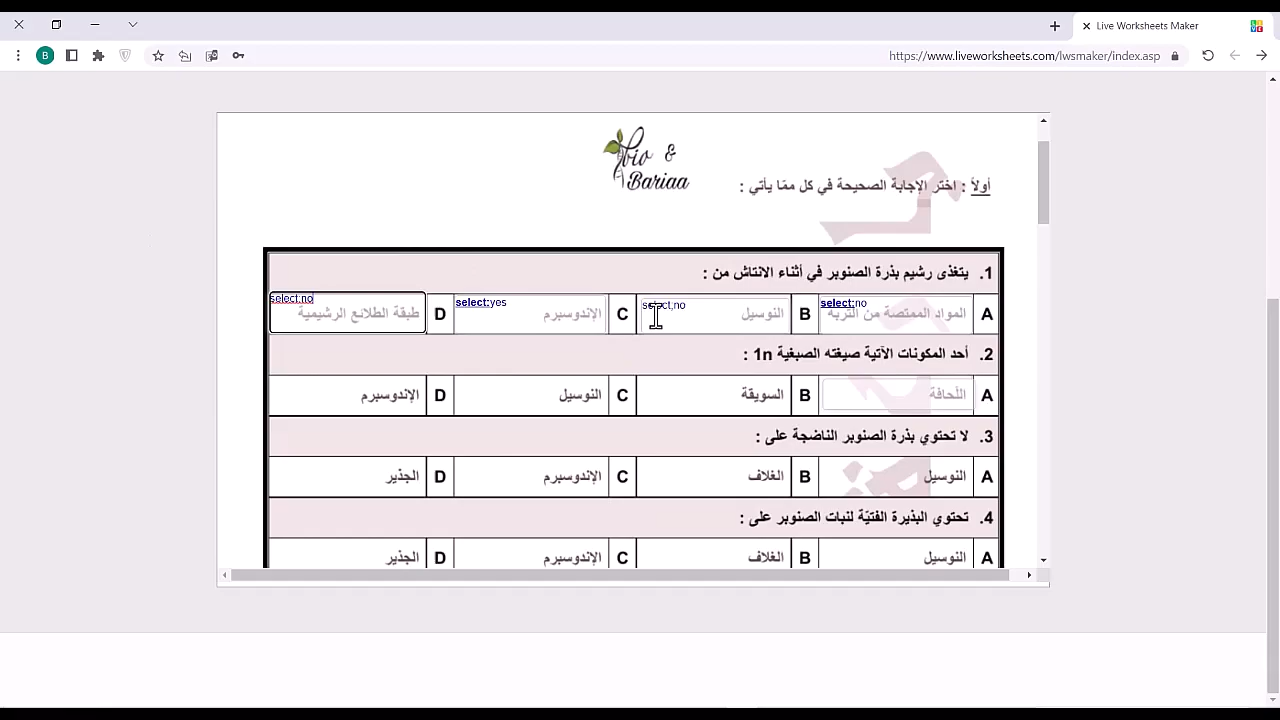 Live Worksheets Maker
B
https://www.liveworksheets.com/lwsmaker/index.asp
bio &
Bariaa
أولاً : اختر الإجابة الصحيحة في كل ممّا يأتي :
1. يتغذى رشيم بذرة الصنوبر في أثناء الانتاش من :
A المواد الممتصة من التربة select:no B النوسيل select;no C الإندوسبرم select:yes D طبقة الطلائع الرشيمية select:no
2. أحد المكونات الآتية صيغته الصبغية 1n :
A اللّحافة B السويقة C النوسيل D الإندوسبرم
3. لا تحتوي بذرة الصنوبر الناضجة على :
A النوسيل B الغلاف C الإندوسبرم D الجذير
4. تحتوي البذيرة الفتيّة لنبات الصنوبر على :
A النوسيل B الغلاف C الإندوسبرم D الجذير